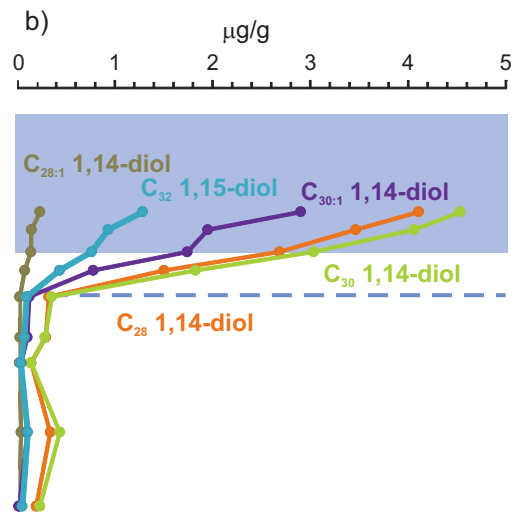 b)
μg/g
0 1 2 3 4 5
C28:1 1,14-diol
C32 1,15-diol
C30:1 1,14-diol
C30 1,14-diol
C28 1,14-diol